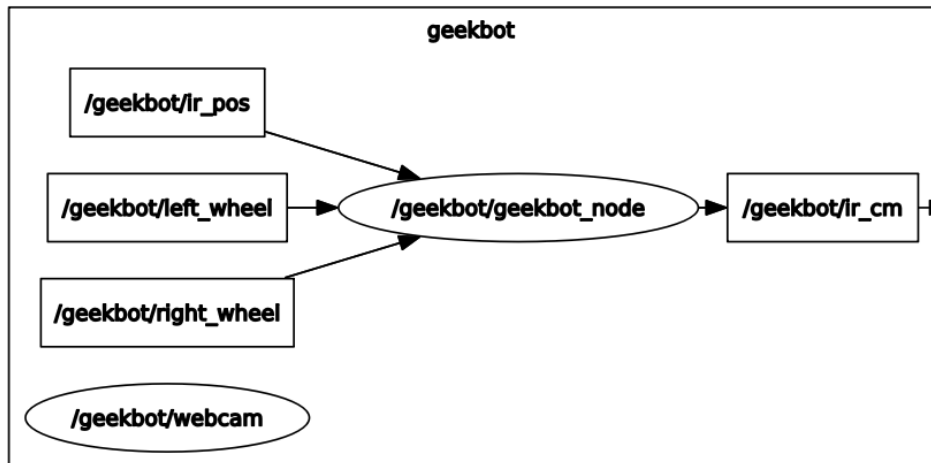 geekbot
/geekbot/ir_pos
/geekbot/left_wheel
/geekbot/geekbot_node
/geekbot/ir_cm
/geekbot/right_wheel
/geekbot/webcam